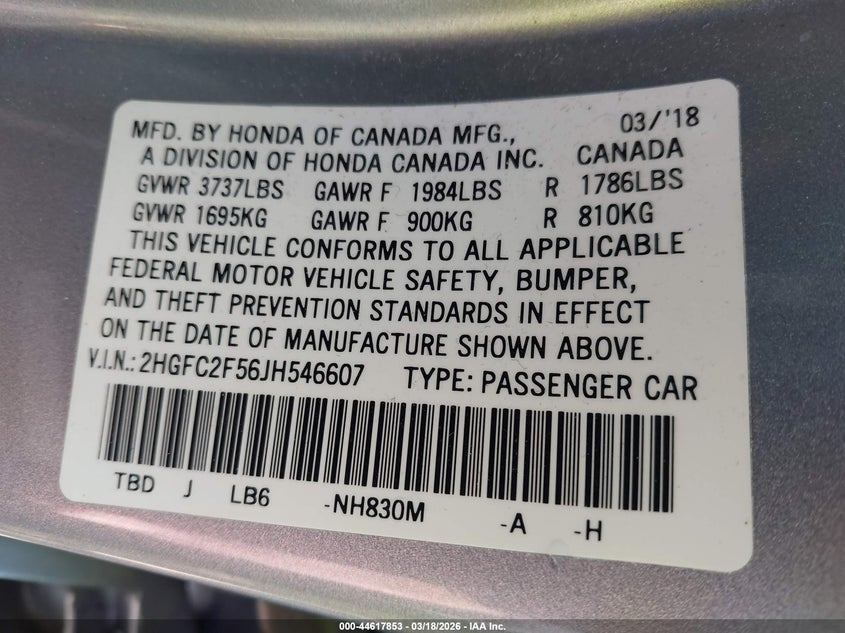 MFD. BY HONDA OF CANADA MFG., 03/'18
A DIVISION OF HONDA CANADA INC. CANADA
GVWR 3737LBS GAWR F 1984LBS R 1786LBS
GVWR 1695KG GAWR F 900KG R 810KG
THIS VEHICLE CONFORMS TO ALL APPLICABLE
FEDERAL MOTOR VEHICLE SAFETY, BUMPER,
AND THEFT PREVENTION STANDARDS IN EFFECT
ON THE DATE OF MANUFACTURE SHOWN ABOVE.
V.I.N.: 2HGFC2F56JH546607 TYPE: PASSENGER CAR
TBD J LB6 -NH830M -A -H
000-44617853 - 03/18/2026 - IAA Inc.